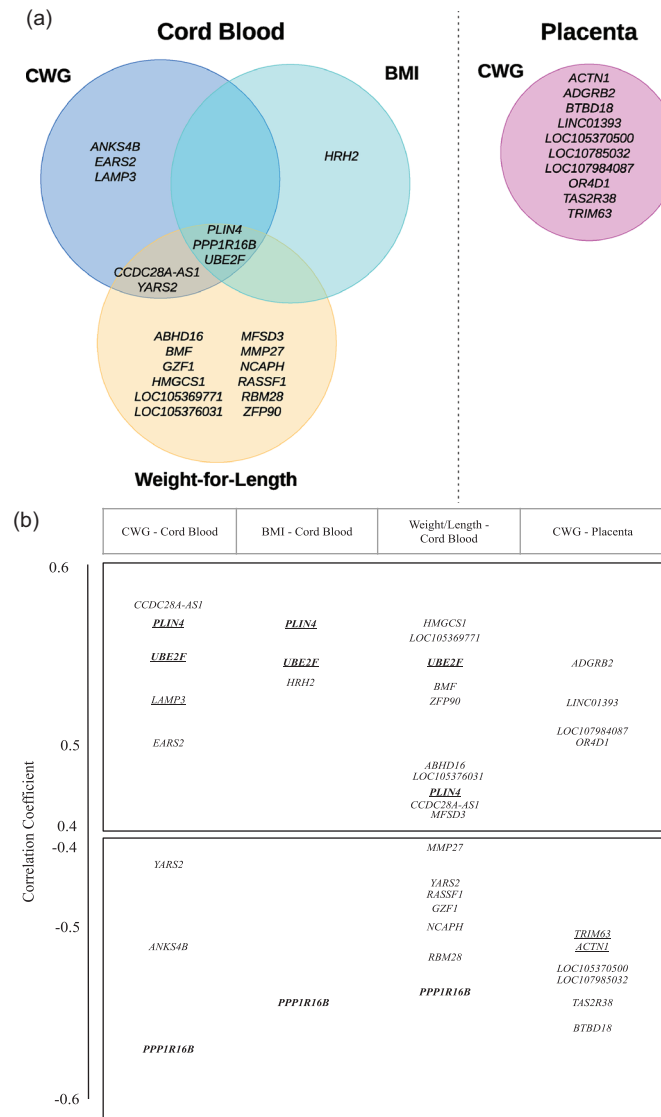 (a)
Cord Blood
Placenta
CWG
BMI
CWG
ANKS4B
EARS2
LAMP3
HRH2
PLIN4
PPP1R16B
UBE2F
CCDC28A-AS1
YARS2
ABHD16 MFSD3
BMF MMP27
GZF1 NCAPH
HMGCS1 RASSF1
LOC105369771 RBM28
LOC105376031 ZFP90
Weight-for-Length
ACTN1
ADGRB2
BTBD18
LINC01393
LOC105370500
LOC10785032
LOC107984087
OR4D1
TAS2R38
TRIM63
(b)
CWG - Cord Blood
BMI - Cord Blood
Weight/Length -
Cord Blood
CWG - Placenta
Correlation Coefficient
0.6
0.5
0.4
-0.4
-0.5
-0.6
CCDC28A-AS1
PLIN4
UBE2F
LAMP3
EARS2
YARS2
ANKS4B
PPP1R16B
PLIN4
UBE2F
HRH2
PPP1R16B
HMGCS1
LOC105369771
UBE2F
BMF
ZFP90
ABHD16
LOC105376031
PLIN4
CCDC28A-AS1
MFSD3
MMP27
YARS2
RASSF1
GZF1
NCAPH
RBM28
PPP1R16B
ADGRB2
LINC01393
LOC107984087
OR4D1
TRIM63
ACTN1
LOC105370500
LOC107985032
TAS2R38
BTBD18